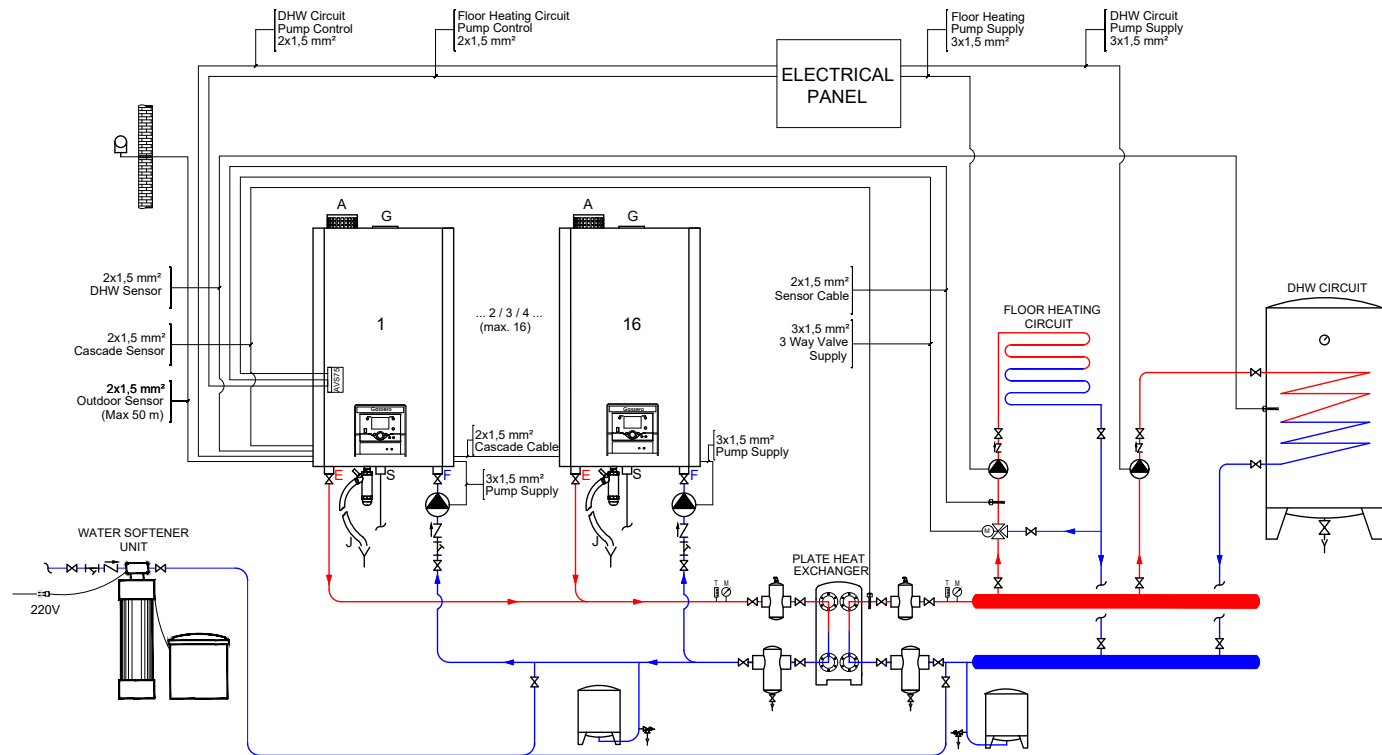 DHW Circuit
Pump Control
2x1,5 mm²
Floor Heating Circuit
Pump Control
2x1,5 mm²
Floor Heating
Pump Supply
3x1,5 mm²
DHW Circuit
Pump Supply
3x1,5 mm²
ELECTRICAL
PANEL
A
G
A
G
2x1,5 mm²
DHW Sensor
2x1,5 mm²
Cascade Sensor
2x1,5 mm²
Outdoor Sensor
(Max 50 m)
1
... 2 / 3 / 4 ...
(max. 16)
16
2x1,5 mm²
Sensor Cable
3x1,5 mm²
3 Way Valve
Supply
FLOOR HEATING
CIRCUIT
DHW CIRCUIT
AVS75
Gassero
Gassero
2x1,5 mm²
Cascade Cable
3x1,5 mm²
Pump Supply
3x1,5 mm²
Pump Supply
E
S
F
E
S
F
J
J
M
WATER SOFTENER
UNIT
220V
PLATE HEAT
EXCHANGER
T
M
T
M